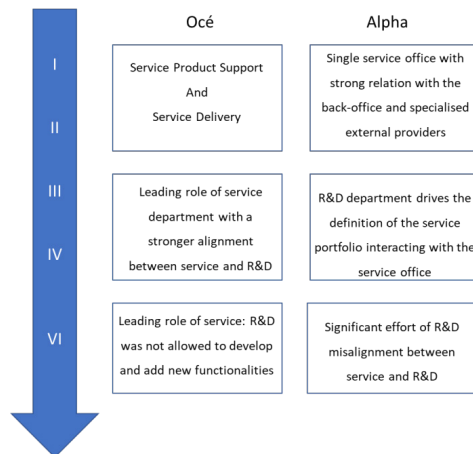 Océ
Alpha
I
II
III
IV
VI
Service Product Support
And
Service Delivery
Single service office with
strong relation with the
back-office and specialised
external providers
Leading role of service
department with a
stronger alignment
between service and R&D
R&D department drives the
definition of the service
portfolio interacting with the
service office
Leading role of service: R&D
was not allowed to develop
and add new functionalities
Significant effort of R&D
misalignment between
service and R&D